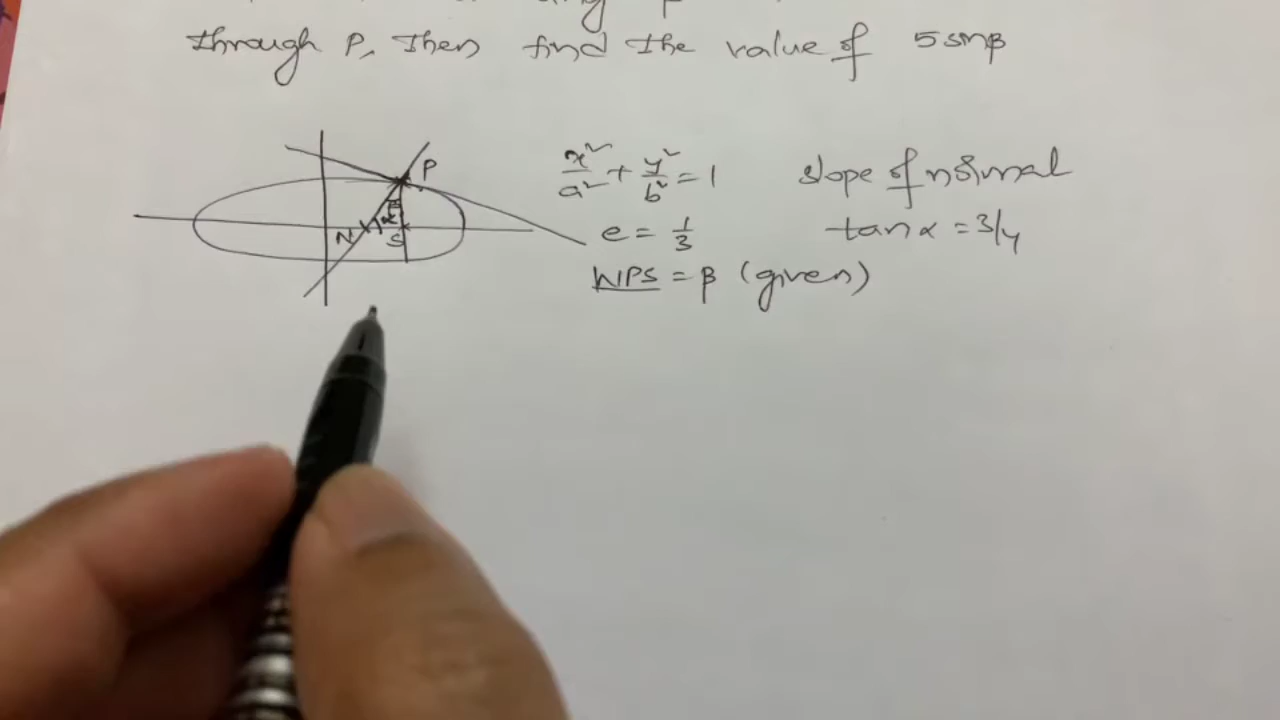 through P, Then find the value of 5 sinβ
P
N α S
x²/a² + y²/b² = 1
e = 1/3
NPS = β (given)
slope of normal
tanα = 3/4